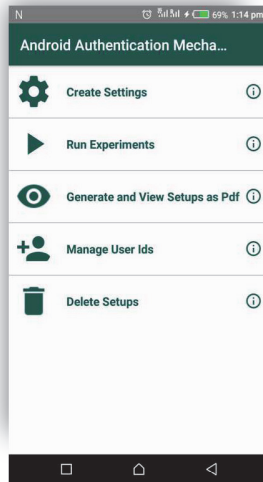 N 69% 1:14 pm
Android Authentication Mecha...
Create Settings
Run Experiments
Generate and View Setups as Pdf
Manage User Ids
Delete Setups